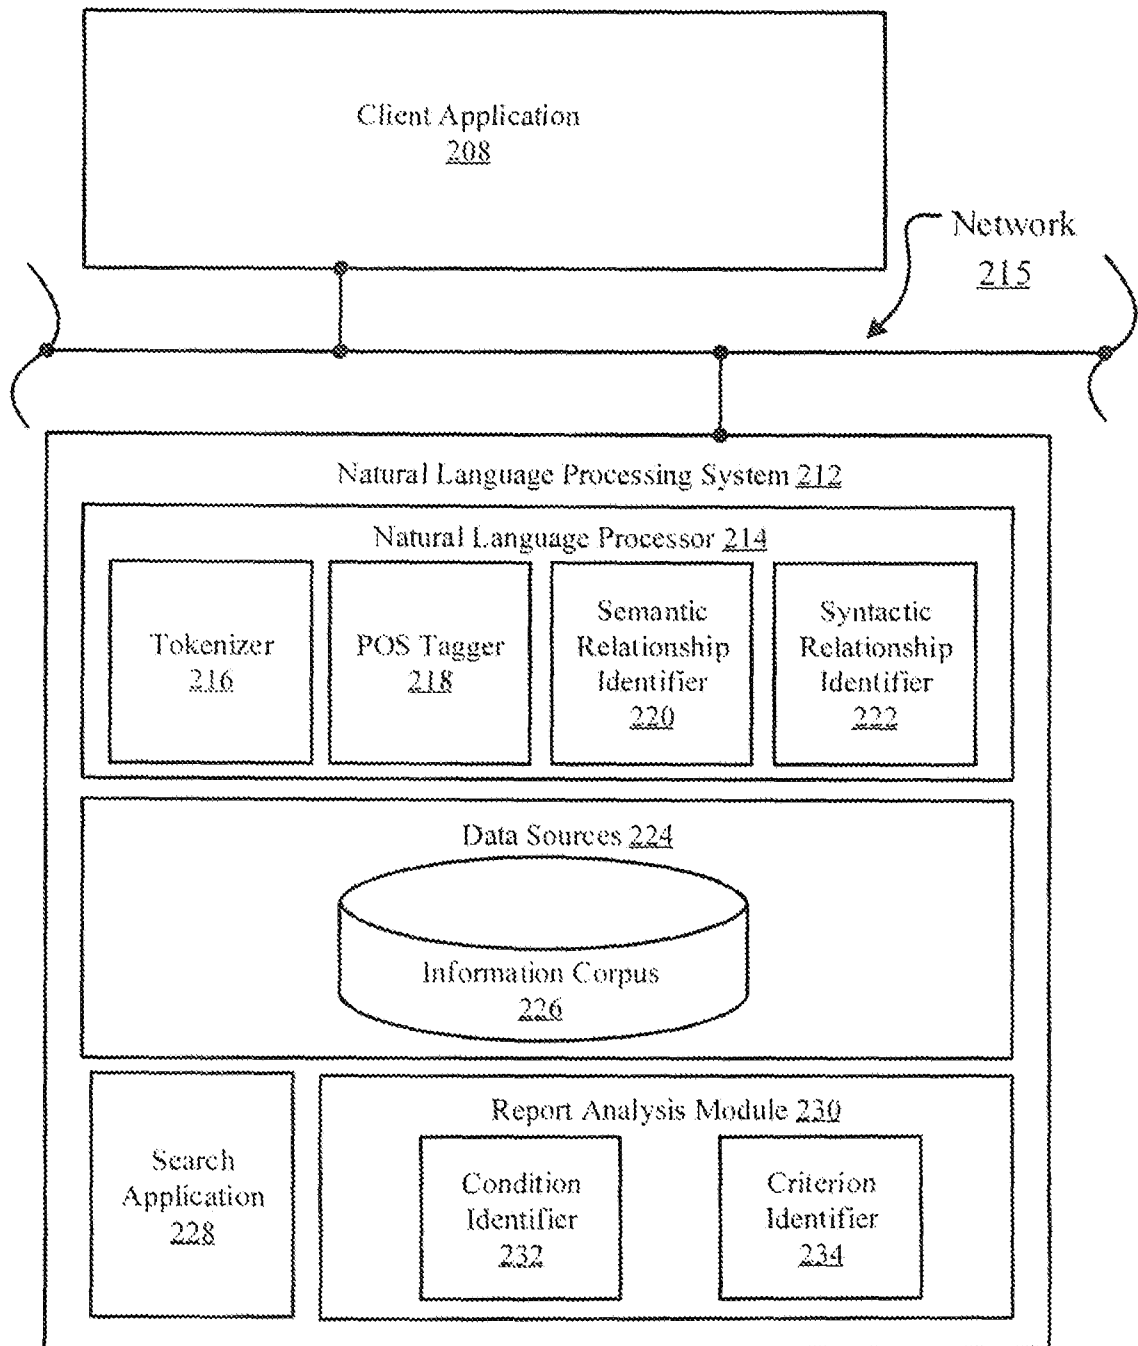 Client Application
208
Network
215
Natural Language Processing System 212
Natural Language Processor 214
Tokenizer
216
POS Tagger
218
Semantic
Relationship
Identifier
220
Syntactic
Relationship
Identifier
222
Data Sources 224
Information Corpus
226
Search
Application
228
Report Analysis Module 230
Condition
Identifier
232
Criterion
Identifier
234